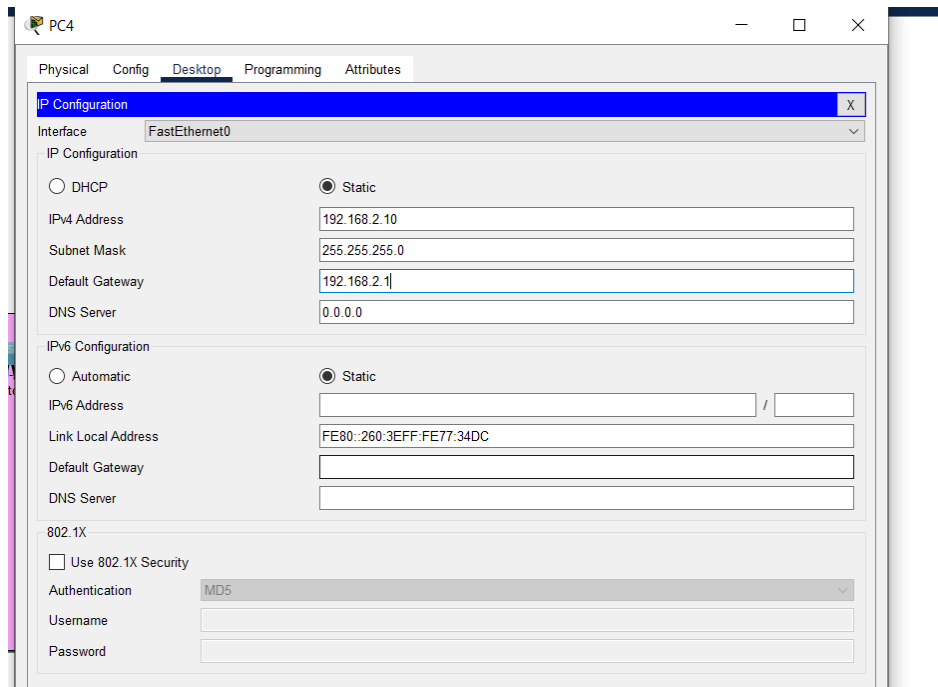 PC4
Physical Config Desktop Programming Attributes
IP Configuration X
Interface FastEthernet0
IP Configuration
DHCP Static
IPv4 Address 192.168.2.10
Subnet Mask 255.255.255.0
Default Gateway 192.168.2.1
DNS Server 0.0.0.0
IPv6 Configuration
Automatic Static
IPv6 Address /
Link Local Address FE80::260:3EFF:FE77:34DC
Default Gateway
DNS Server
802.1X
Use 802.1X Security
Authentication MD5
Username
Password